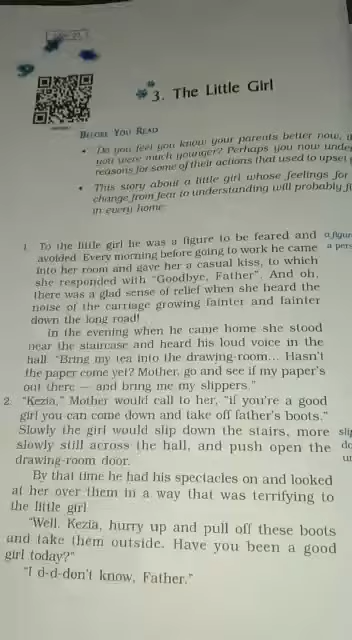 3. The Little Girl
BEFORE YOU READ
• Do you feel you know your parents better now,
you were much younger? Perhaps you now
reasons for some of their actions that used to upset
• This story about a little girl whose feelings for
change from fear to understanding will probably
in every home.
1. To the little girl he was a figure to be feared and
a figur
avoided. Every morning before going to work he came
a pers
into her room and gave her a casual kiss, to which
she responded with “Goodbye, Father”. And oh,
there was a glad sense of relief when she heard the
noise of the carriage growing fainter and fainter
down the long road!
In the evening when he came home she stood
near the staircase and heard his loud voice in the
hall. “Bring my tea into the drawing-room... Hasn’t
the paper come yet? Mother, go and see if my paper’s
out there — and bring me my slippers.”
2. “Kezia,” Mother would call to her, “if you’re a good
girl you can come down and take off father’s boots.”
Slowly the girl would slip down the stairs, more
slip
slowly still across the hall, and push open the
drawing-room door.
By that time he had his spectacles on and looked
at her over them in a way that was terrifying to
the little girl.
“Well, Kezia, hurry up and pull off these boots
and take them outside. Have you been a good
girl today?”
“I d-d-don’t know, Father.”